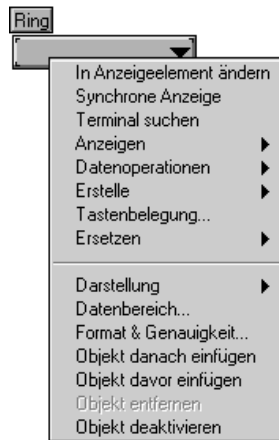 Ring
In Anzeigeelement ändern
Synchrone Anzeige
Terminal suchen
Anzeigen
Datenoperationen
Erstelle
Tastenbelegung...
Ersetzen
Darstellung
Datenbereich...
Format & Genauigkeit...
Objekt danach einfügen
Objekt davor einfügen
Objekt entfernen
Objekt deaktivieren